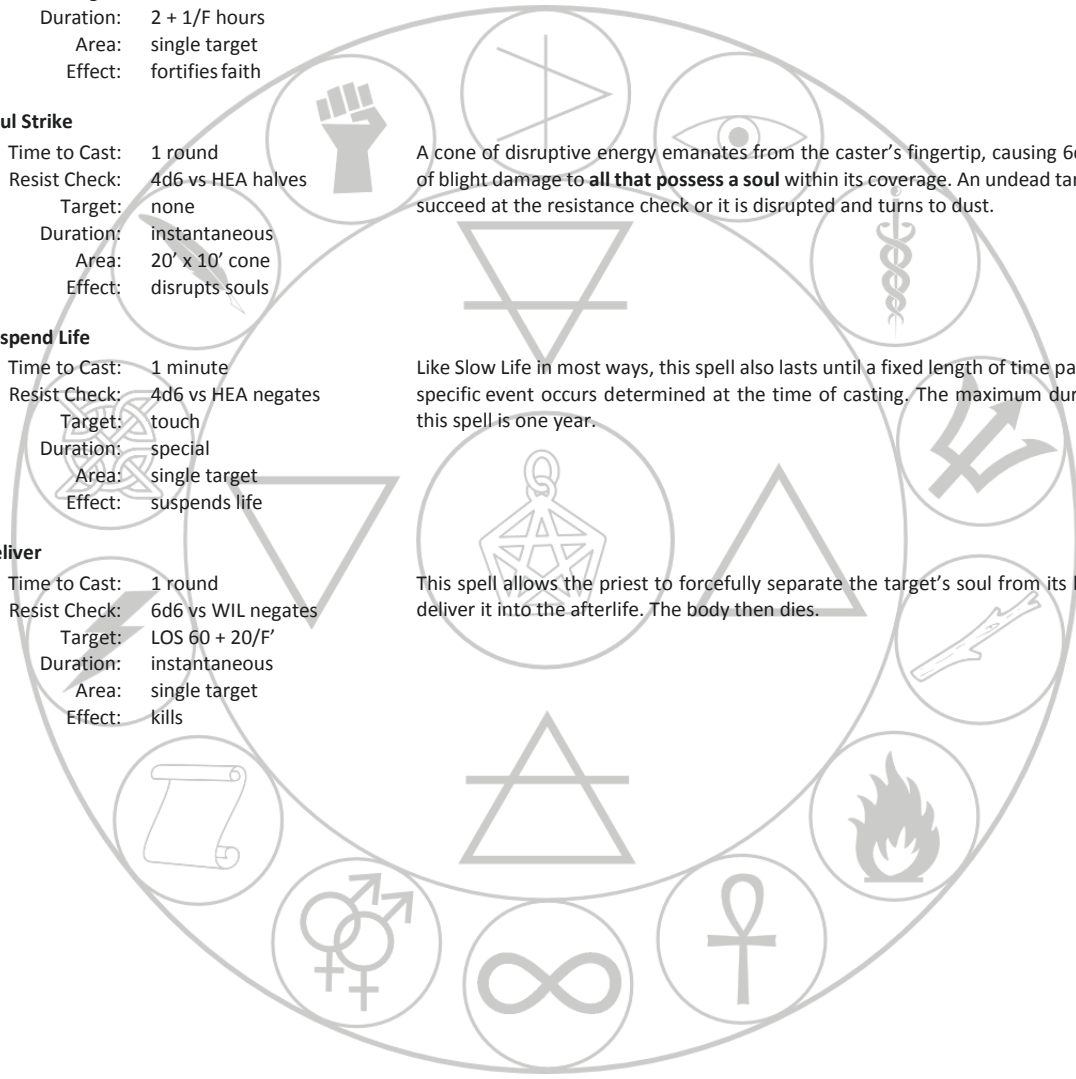 Duration: 2 + 1/F hours
Area: single target
Effect: fortifies faith
ul Strike
Time to Cast: 1 round
Resist Check: 4d6 vs HEA halves
Target: none
Duration: instantaneous
Area: 20' x 10' cone
Effect: disrupts souls
A cone of disruptive energy emanates from the caster's fingertip, causing
of blight damage to all that possess a soul within its coverage. An undead
succeed at the resistance check or it is disrupted and turns to dust.
spend Life
Time to Cast: 1 minute
Resist Check: 4d6 vs HEA negates
Target: touch
Duration: special
Area: single target
Effect: suspends life
Like Slow Life in most ways, this spell also lasts until a fixed length of time pa
specific event occurs determined at the time of casting. The maximum dur
this spell is one year.
eliver
Time to Cast: 1 round
Resist Check: 6d6 vs WIL negates
Target: LOS 60 + 20/F'
Duration: instantaneous
Area: single target
Effect: kills
This spell allows the priest to forcefully separate the target's soul from its
deliver it into the afterlife. The body then dies.